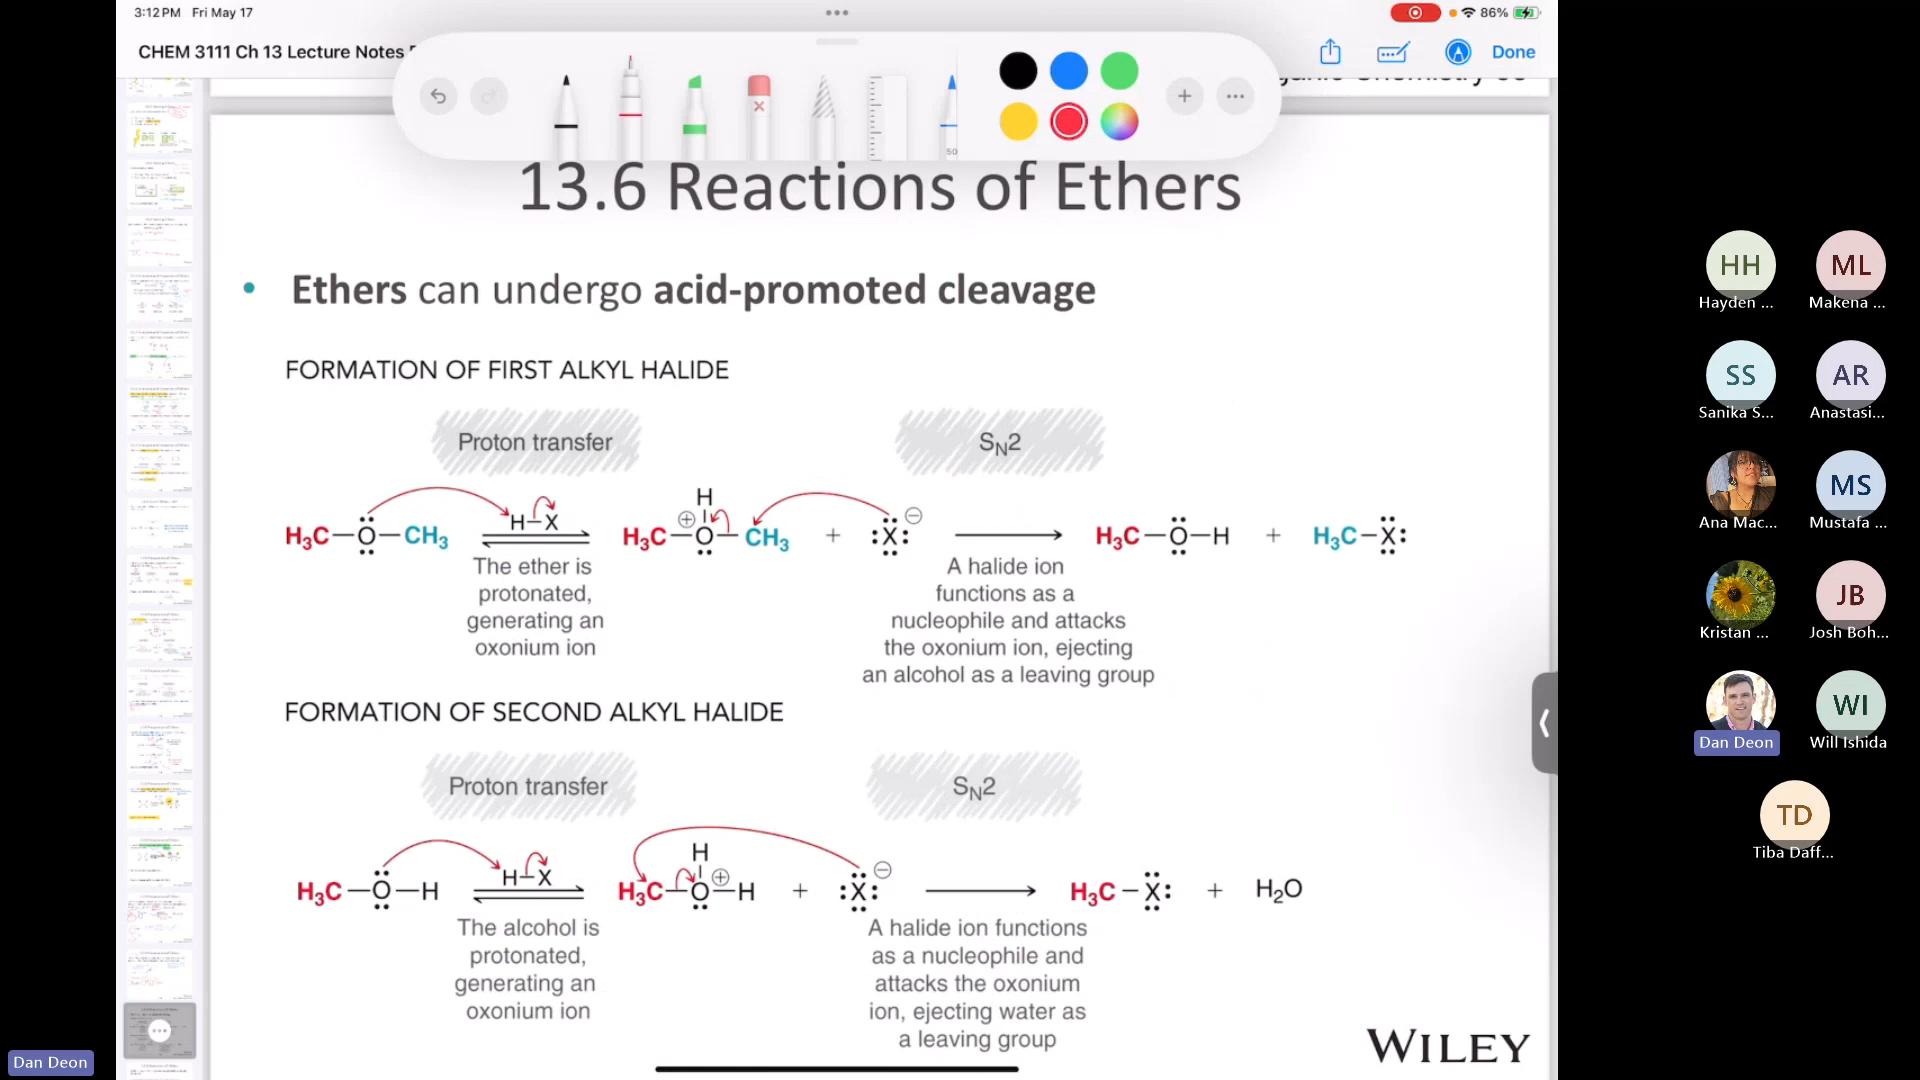 3:12 PM Fri May 17
86%
CHEM 3111 Ch 13 Lecture Notes
Done
50
13.6 Reactions of Ethers
• Ethers can undergo acid-promoted cleavage
FORMATION OF FIRST ALKYL HALIDE
Proton transfer
SN2
H3C—O—CH3
H—X
H
H3C—O—CH3 + :X: ⊖
⊕
H3C—O—H + H3C—X:
The ether is
protonated,
generating an
oxonium ion
A halide ion
functions as a
nucleophile and attacks
the oxonium ion, ejecting
an alcohol as a leaving group
FORMATION OF SECOND ALKYL HALIDE
Proton transfer
SN2
H3C—O—H
H—X
H
H3C—O—H + :X: ⊖
⊕
H3C—X: + H2O
The alcohol is
protonated,
generating an
oxonium ion
A halide ion functions
as a nucleophile and
attacks the oxonium
ion, ejecting water as
a leaving group
WILEY
HH
Hayden ...
ML
Makena ...
SS
Sanika S...
AR
Anastasi...
Ana Mac...
MS
Mustafa ...
Kristan ...
JB
Josh Boh...
Dan Deon
WI
Will Ishida
TD
Tiba Daff...
Dan Deon